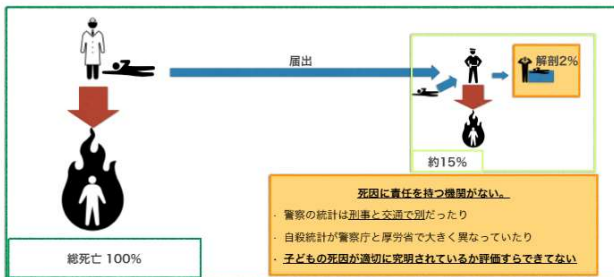 届出
解剖2%
約15%
総死亡 100%
死因に責任を持つ機関がない。
・ 警察の統計は刑事と交通で別だったり
・ 自殺統計が警察庁と厚労省で大きく異なっていたり
・ 子どもの死因が適切に究明されているか評価すらできてない